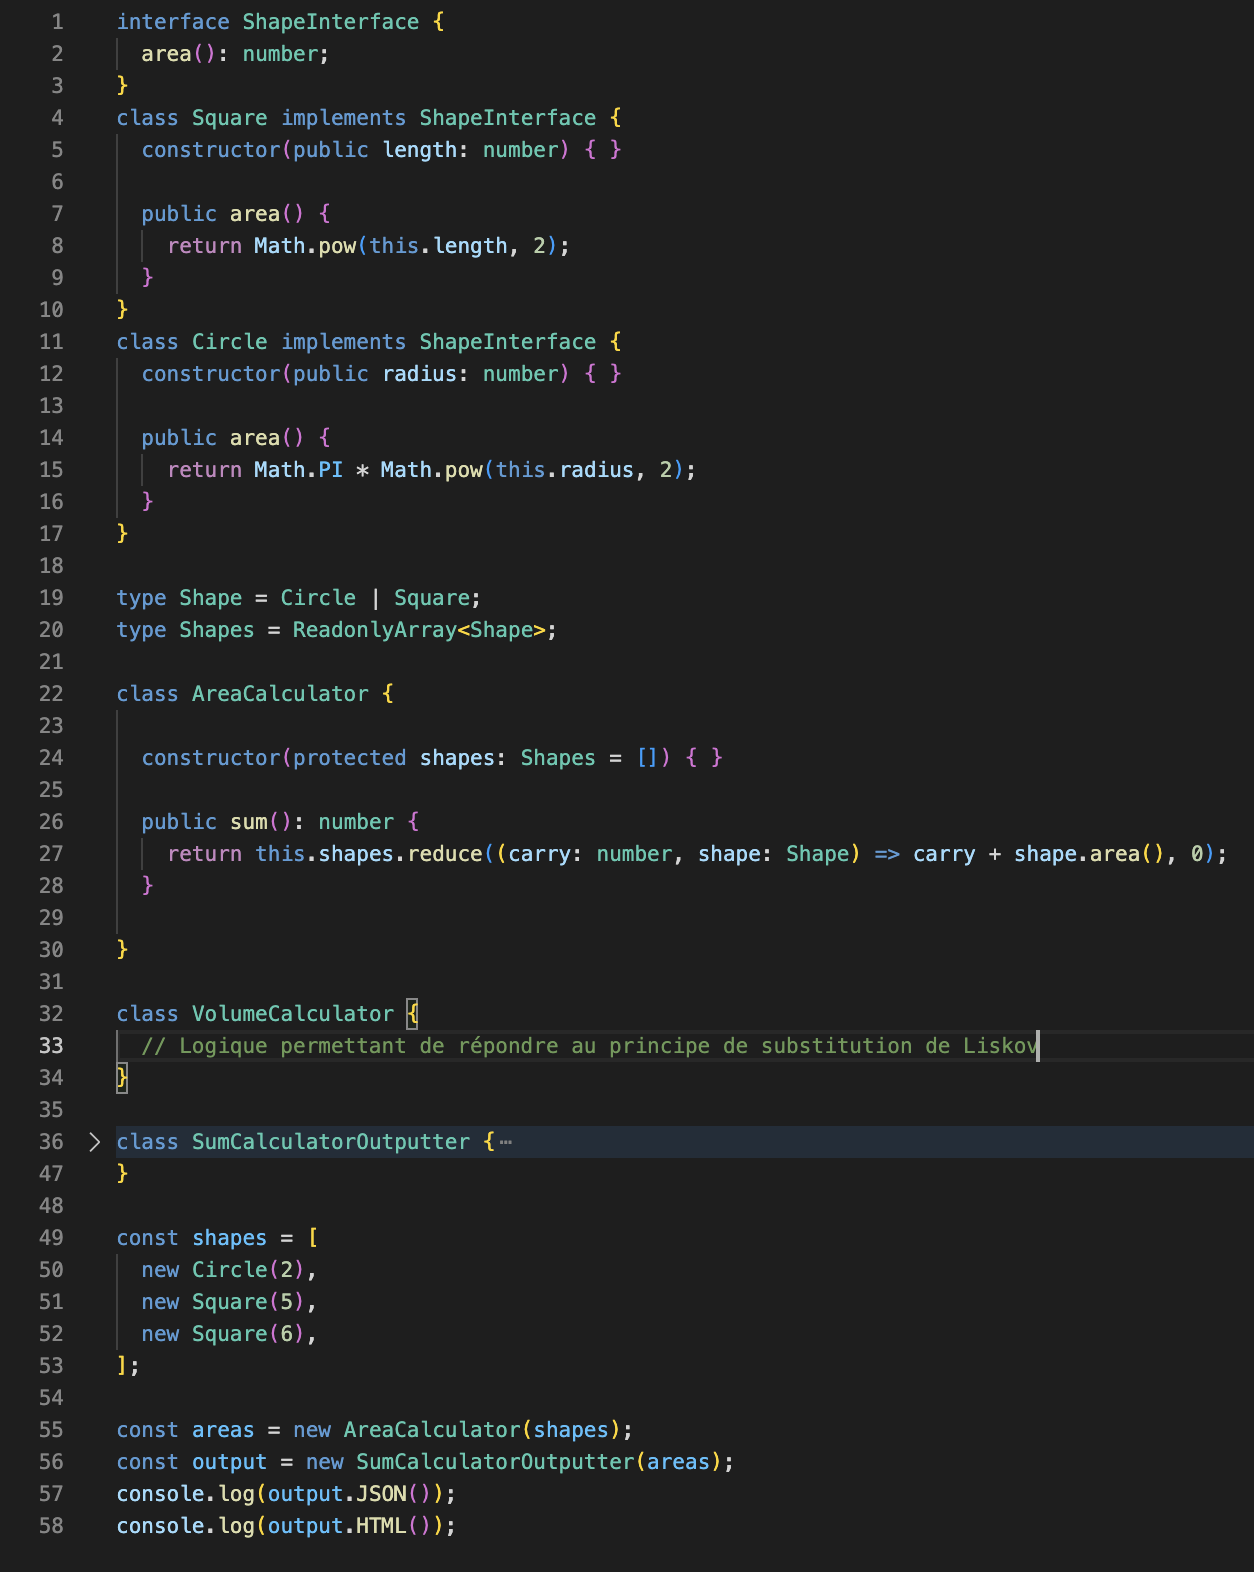 1 interface ShapeInterface {
2 area(): number;
3 }
4 class Square implements ShapeInterface {
5 constructor(public length: number) { }
6
7 public area() {
8 return Math.pow(this.length, 2);
9 }
10 }
11 class Circle implements ShapeInterface {
12 constructor(public radius: number) { }
13
14 public area() {
15 return Math.PI * Math.pow(this.radius, 2);
16 }
17 }
18
19 type Shape = Circle | Square;
20 type Shapes = ReadonlyArray<Shape>;
21
22 class AreaCalculator {
23
24 constructor(protected shapes: Shapes = []) { }
25
26 public sum(): number {
27 return this.shapes.reduce((carry: number, shape: Shape) => carry + shape.area(), 0);
28 }
29
30 }
31
32 class VolumeCalculator {
33 // Logique permettant de répondre au principe de substitution de Liskov
34 }
35
36 class SumCalculatorOutputter {⋯
47 }
48
49 const shapes = [
50 new Circle(2),
51 new Square(5),
52 new Square(6),
53 ];
54
55 const areas = new AreaCalculator(shapes);
56 const output = new SumCalculatorOutputter(areas);
57 console.log(output.JSON());
58 console.log(output.HTML());